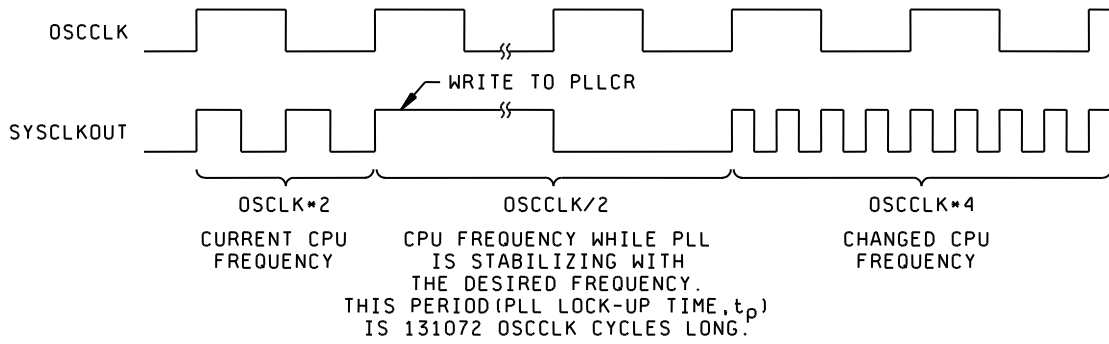 OSCCLK
WRITE TO PLLCR
SYSCLKOUT
OSCLK*2
OSCCLK/2
OSCCLK*4
CURRENT CPU
FREQUENCY
CPU FREQUENCY WHILE PLL
IS STABILIZING WITH
THE DESIRED FREQUENCY.
THIS PERIOD(PLL LOCK-UP TIME,tp)
IS 131072 OSCCLK CYCLES LONG.
CHANGED CPU
FREQUENCY